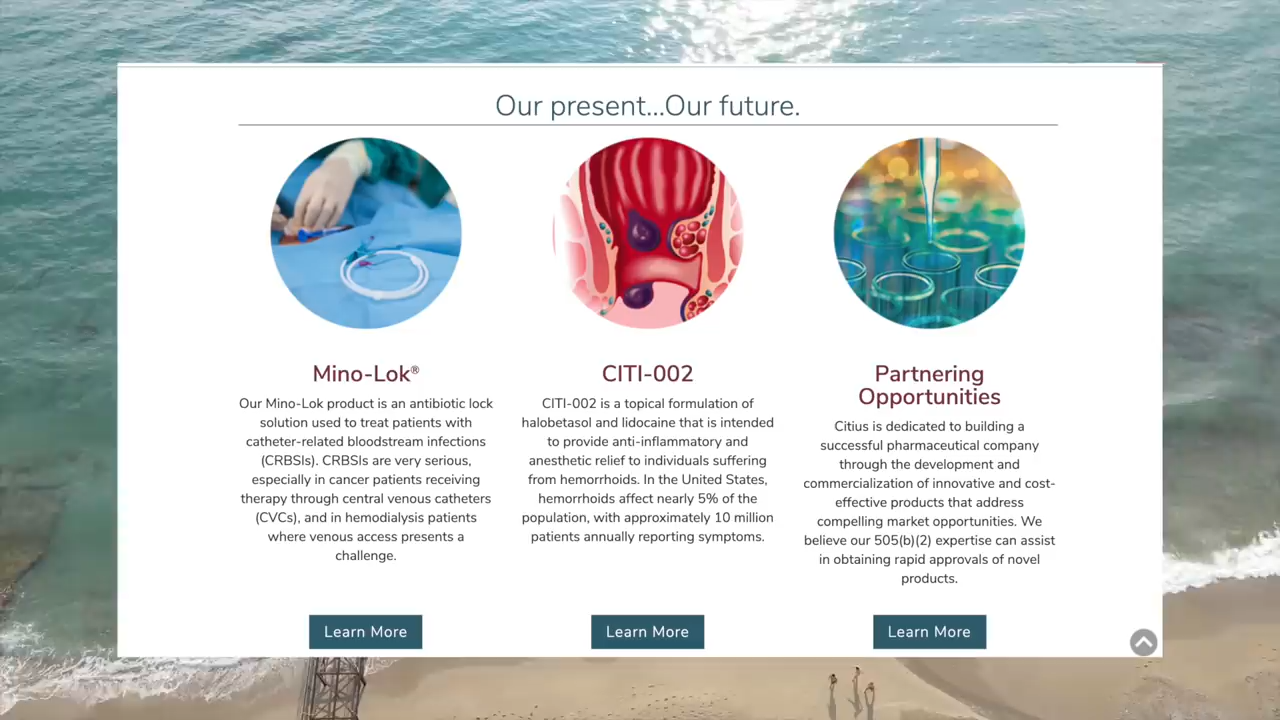 Our present...Our future.
Mino-Lok®
Our Mino-Lok product is an antibiotic lock
solution used to treat patients with
catheter-related bloodstream infections
(CRBSIs). CRBSIs are very serious,
especially in cancer patients receiving
therapy through central venous catheters
(CVCs), and in hemodialysis patients
where venous access presents a
challenge.
Learn More
CITI-002
CITI-002 is a topical formulation of
halobetasol and lidocaine that is intended
to provide anti-inflammatory and
anesthetic relief to individuals suffering
from hemorrhoids. In the United States,
hemorrhoids affect nearly 5% of the
population, with approximately 10 million
patients annually reporting symptoms.
Learn More
Partnering
Opportunities
Citius is dedicated to building a
successful pharmaceutical company
through the development and
commercialization of innovative and cost-
effective products that address
compelling market opportunities. We
believe our 505(b)(2) expertise can assist
in obtaining rapid approvals of novel
products.
Learn More